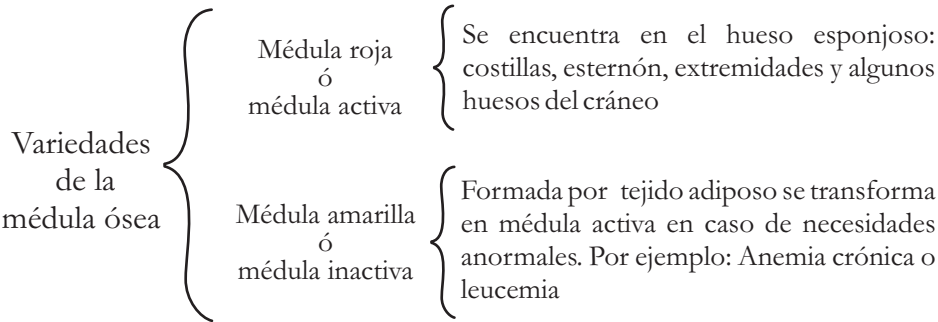 Variedades
de la
médula ósea
Médula roja
ó
médula activa
Se encuentra en el hueso esponjoso:
costillas, esternón, extremidades y algunos
huesos del cráneo
Médula amarilla
ó
médula inactiva
Formada por tejido adiposo se transforma
en médula activa en caso de necesidades
anormales. Por ejemplo: Anemia crónica o
leucemia